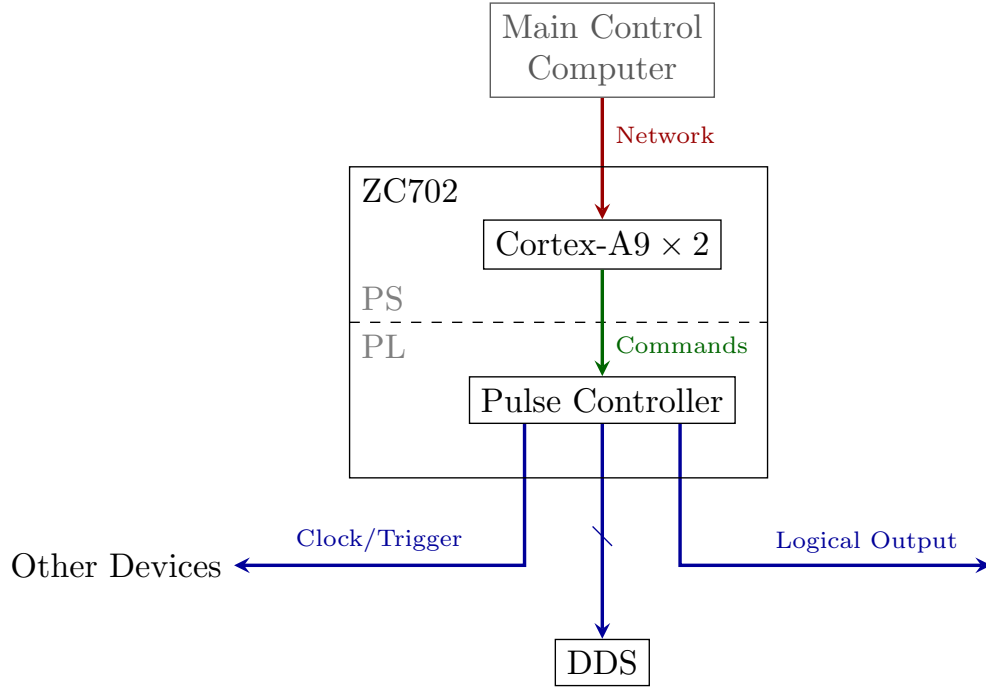 Main Control
Computer
Network
ZC702
Cortex-A9 × 2
PS
PL
Commands
Pulse Controller
Clock/Trigger
Logical Output
Other Devices
DDS